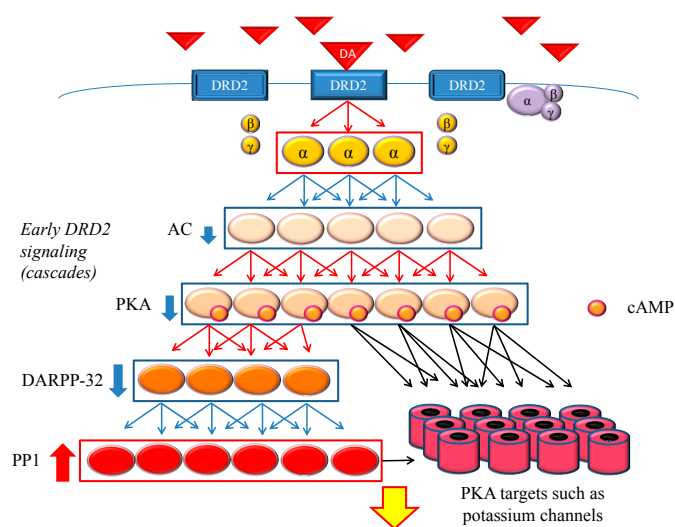 DA
DRD2 DRD2 DRD2
β β β
α
γ γ γ
α α α
Early DRD2
signaling
(cascades)
AC
PKA
cAMP
DARPP-32
PP1
PKA targets such as
potassium channels